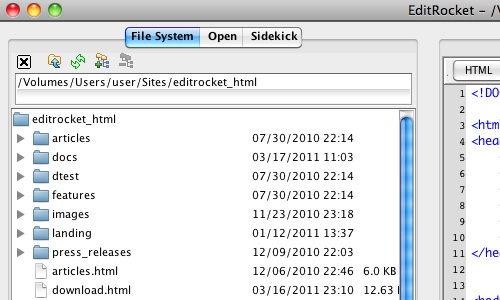 EditRocket - /V
File System Open Sidekick
/Volumes/Users/user/Sites/editrocket_html
HTML
editrocket_html
articles 07/30/2010 22:14
docs 03/17/2011 11:03
dtest 07/30/2010 22:14
features 07/30/2010 22:14
images 11/23/2010 23:18
landing 01/12/2011 13:37
press_releases 12/09/2010 22:03
articles.html 12/06/2010 22:46 6.0 KB
download.html 03/16/2011 23:10 12.63 
1 <!DO
2
3 <htm
4 <hea
5
6
7
8
9
10
11 </hea
12
13
<bod